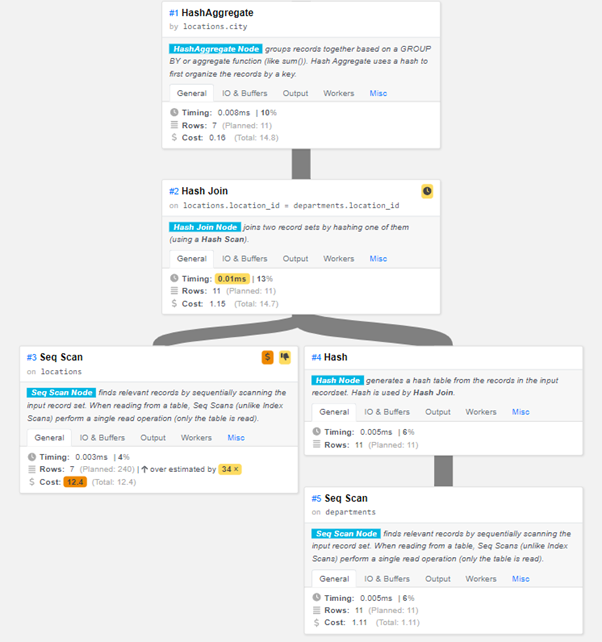 #1 HashAggregate
by locations.city
HashAggregate Node groups records together based on a GROUP
BY or aggregate function (like sum()). Hash Aggregate uses a hash to
first organize the records by a key.
General IO & Buffers Output Workers Misc
Timing: 0.008ms | 10%
Rows: 7 (Planned: 11)
$ Cost: 0.16 (Total: 14.8)
#2 Hash Join
on locations.location_id = departments.location_id
Hash Join Node joins two record sets by hashing one of them
(using a Hash Scan).
General IO & Buffers Output Workers Misc
Timing: 0.01ms | 13%
Rows: 11 (Planned: 11)
$ Cost: 1.15 (Total: 14.7)
#3 Seq Scan $
on locations
Seq Scan Node finds relevant records by sequentially scanning the
input record set. When reading from a table, Seq Scans (unlike Index
Scans) perform a single read operation (only the table is read).
General IO & Buffers Output Workers Misc
Timing: 0.003ms | 4%
Rows: 7 (Planned: 240) | over estimated by 34 ×
$ Cost: 12.4 (Total: 12.4)
#4 Hash
Hash Node generates a hash table from the records in the input
recordset. Hash is used by Hash Join.
General IO & Buffers Output Workers Misc
Timing: 0.005ms | 6%
Rows: 11 (Planned: 11)
#5 Seq Scan
on departments
Seq Scan Node finds relevant records by sequentially scanning the
input record set. When reading from a table, Seq Scans (unlike Index
Scans) perform a single read operation (only the table is read).
General IO & Buffers Output Workers Misc
Timing: 0.005ms | 6%
Rows: 11 (Planned: 11)
$ Cost: 1.11 (Total: 1.11)